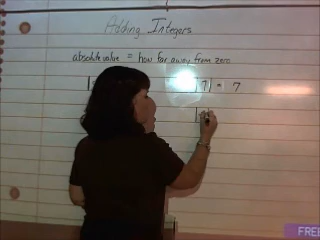 Adding Integers
absolute value = how far away from zero
|7| = 7
FREE